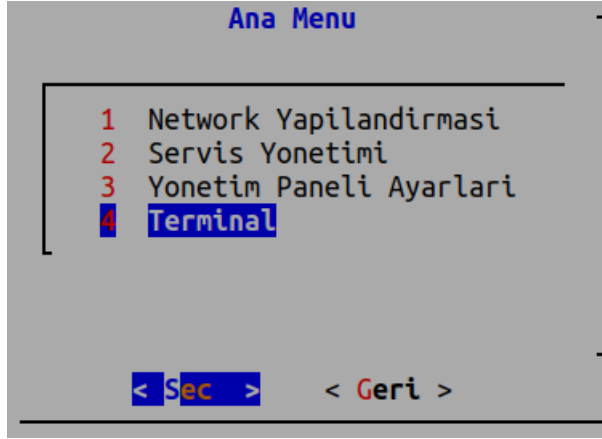 Ana Menu
1 Network Yapilandirmasi
2 Servis Yonetimi
3 Yonetim Paneli Ayarlari
4 Terminal
< Sec > < Geri >